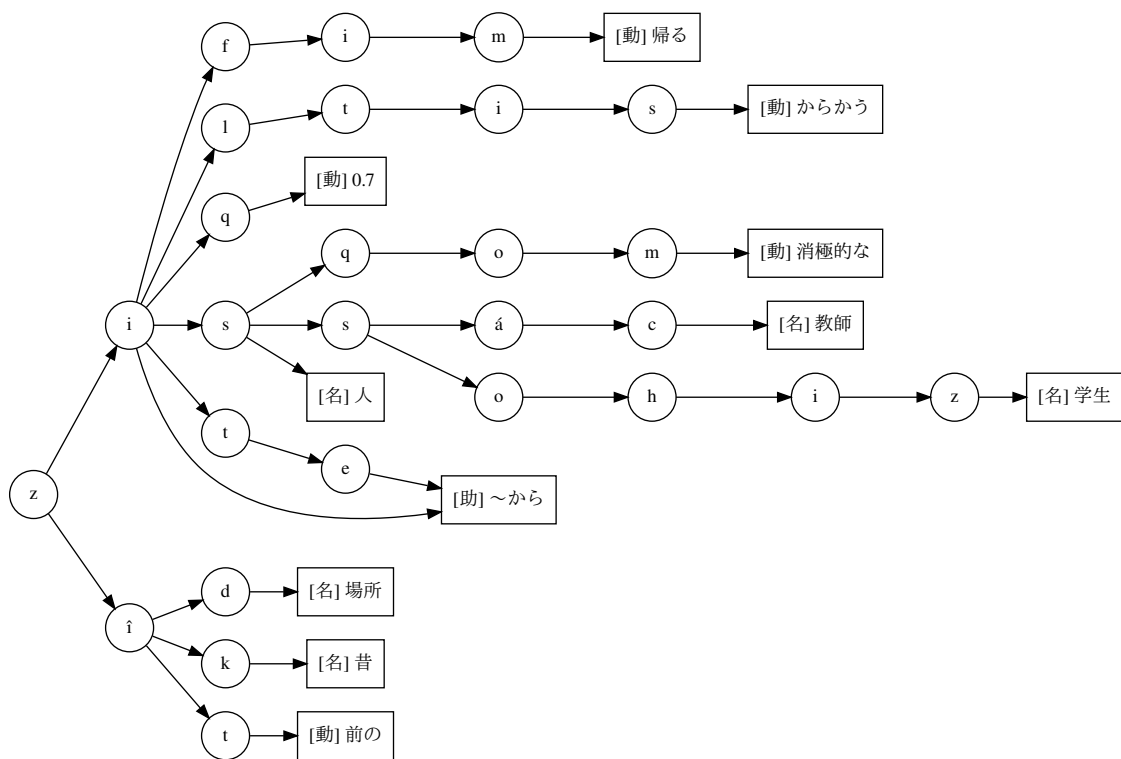 f i m [動] 帰る
l t i s [動] からかう
q [動] 0.7
q o m [動] 消極的な
i s s á c [名] 教師
[名] 人
o h i z [名] 学生
t e
z [助] 〜から
d [名] 場所
î k [名] 昔
t [動] 前の